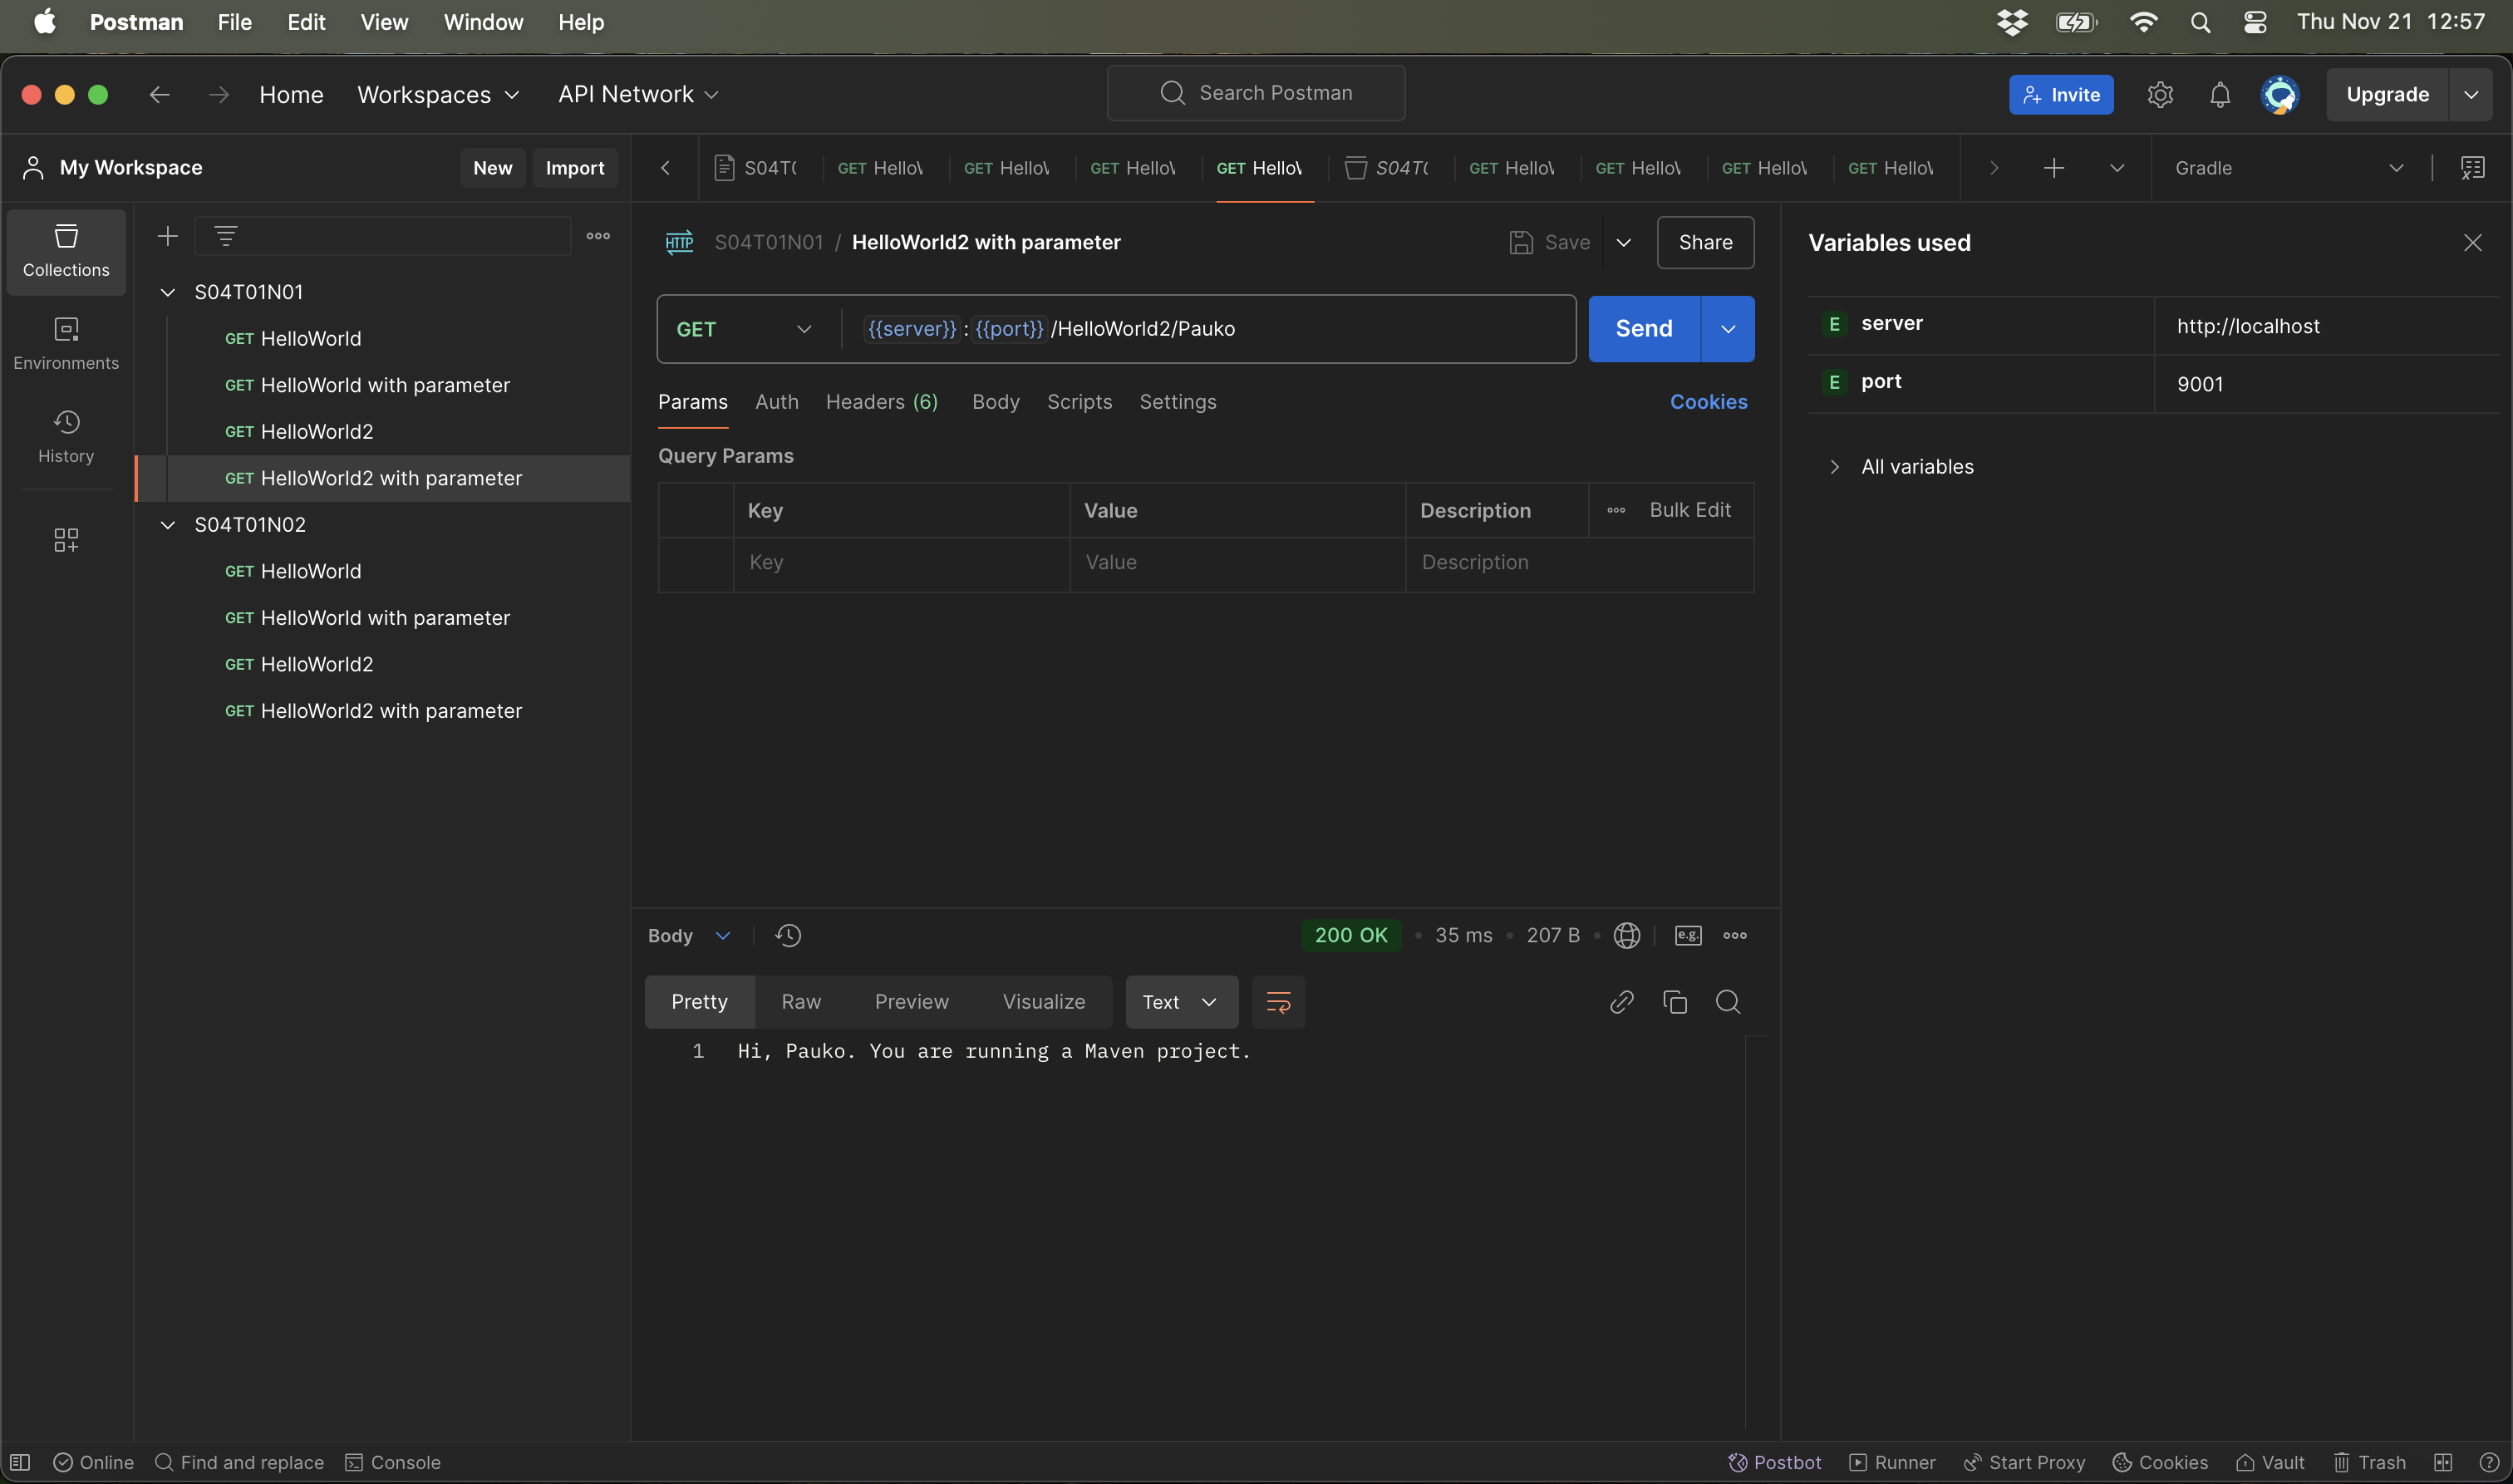 Postman File Edit View Window Help Thu Nov 21 12:57
Home Workspaces API Network Search Postman Invite Upgrade
My Workspace New Import S04T( GET Hello\ GET Hello\ GET Hello\ GET Hello\ S04T( GET Hello\ GET Hello\ GET Hello\ GET Hello\ Gradle
Collections
Environments
History
S04T01N01
GET HelloWorld
GET HelloWorld with parameter
GET HelloWorld2
GET HelloWorld2 with parameter
S04T01N02
GET HelloWorld
GET HelloWorld with parameter
GET HelloWorld2
GET HelloWorld2 with parameter
HTTP S04T01N01 / HelloWorld2 with parameter Save Share
GET {{server}}:{{port}}/HelloWorld2/Pauko Send
Params Auth Headers (6) Body Scripts Settings Cookies
Query Params
Key Value Description Bulk Edit
Key Value Description
Body 200 OK • 35 ms • 207 B • e.g.
Pretty Raw Preview Visualize Text
1 Hi, Pauko. You are running a Maven project.
Variables used
E server http://localhost
E port 9001
All variables
Online Find and replace Console Postbot Runner Start Proxy Cookies Vault Trash